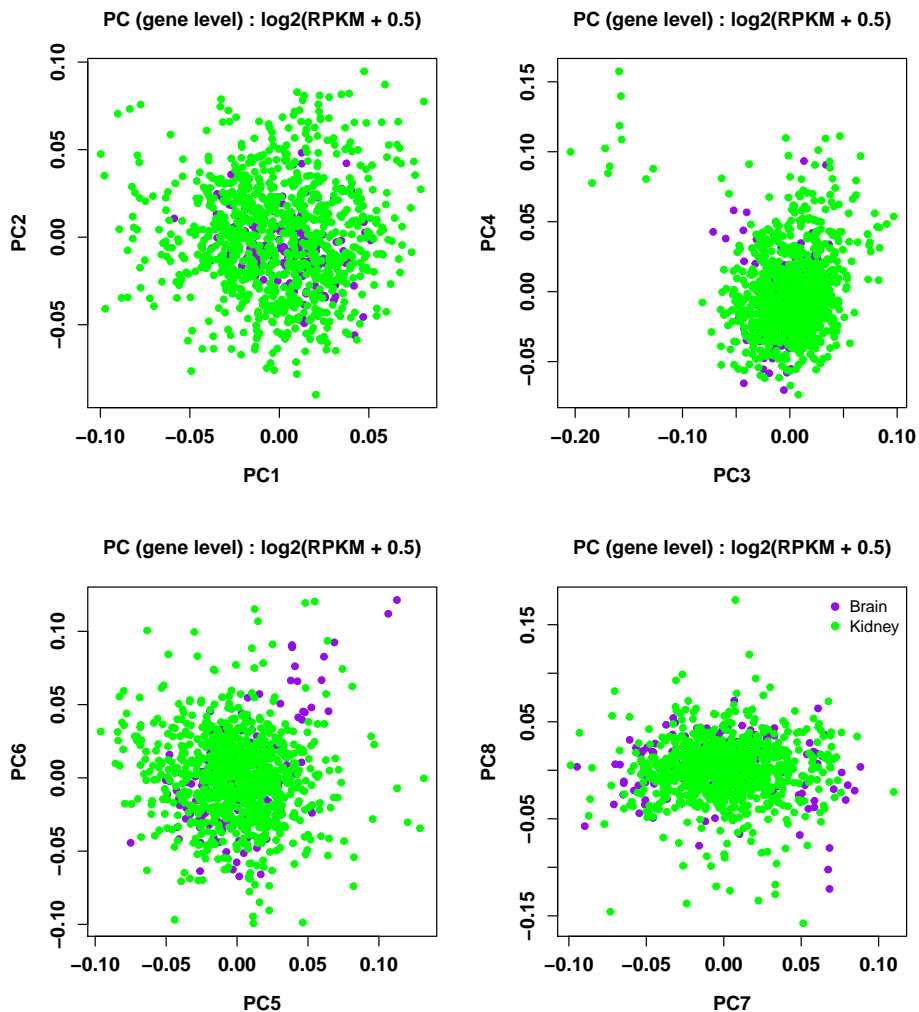 PC (gene level) : log2(RPKM + 0.5)
PC2
0.10
0.05
0.00
−0.05
−0.10 0.00 0.05
PC1
PC (gene level) : log2(RPKM + 0.5)
PC4
0.15
0.10
0.05
0.00
−0.05
−0.20 −0.10 0.00 0.10
PC3
PC (gene level) : log2(RPKM + 0.5)
PC6
0.10
0.05
0.00
−0.05
−0.10
−0.10 −0.05 0.00 0.05 0.10
PC5
PC (gene level) : log2(RPKM + 0.5)
Brain
Kidney
PC8
0.15
0.05
−0.05
−0.15
−0.10 −0.05 0.00 0.05 0.10
PC7